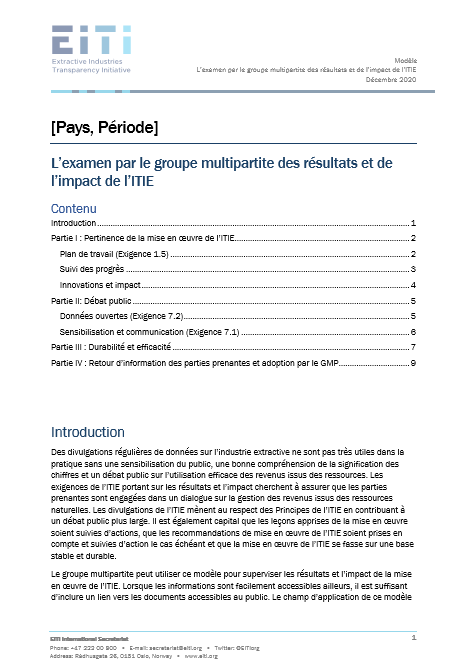 EITI
Extractive Industries
Transparency Initiative
Modèle
L'examen par le groupe multipartite des résultats et de l'impact de l'ITIE
Décembre 2020
[Pays, Période]
L'examen par le groupe multipartite des résultats et de
l'impact de l'ITIE
Contenu
Introduction 1
Partie I : Pertinence de la mise en œuvre de l'ITIE 2
Plan de travail (Exigence 1.5) 2
Suivi des progrès 3
Innovations et impact 4
Partie II: Débat public 5
Données ouvertes (Exigence 7.2) 5
Sensibilisation et communication (Exigence 7.1) 6
Partie III : Durabilité et efficacité 7
Partie IV : Retour d'information des parties prenantes et adoption par le GMP 9
Introduction
Des divulgations régulières de données sur l'industrie extractive ne sont pas très utiles dans la
pratique sans une sensibilisation du public, une bonne compréhension de la signification des
chiffres et un débat public sur l'utilisation efficace des revenus issus des ressources. Les
exigences de l'ITIE portant sur les résultats et l'impact cherchent à assurer que les parties
prenantes sont engagées dans un dialogue sur la gestion des revenus issus des ressources
naturelles. Les divulgations de l'ITIE mènent au respect des Principes de l'ITIE en contribuant à
un débat public plus large. Il est également capital que les leçons apprises de la mise en œuvre
soient suivies d'actions, que les recommandations de mise en œuvre de l'ITIE soient prises en
compte et suivies d'action le cas échéant et que la mise en œuvre de l'ITIE se fasse sur une base
stable et durable.
Le groupe multipartite peut utiliser ce modèle pour superviser les résultats et l'impact de la mise
en œuvre de l'ITIE. Lorsque les informations sont facilement accessibles ailleurs, il est suffisant
d'inclure un lien vers les documents accessibles au public. Le champ d'application de ce modèle
EITI International Secretariat 1
Phone: +47 222 00 800 • E-mail: secretariat@eiti.org • Twitter: @EITIorg
Address: Rådhusgata 26, 0151 Oslo, Norway • www.eiti.org